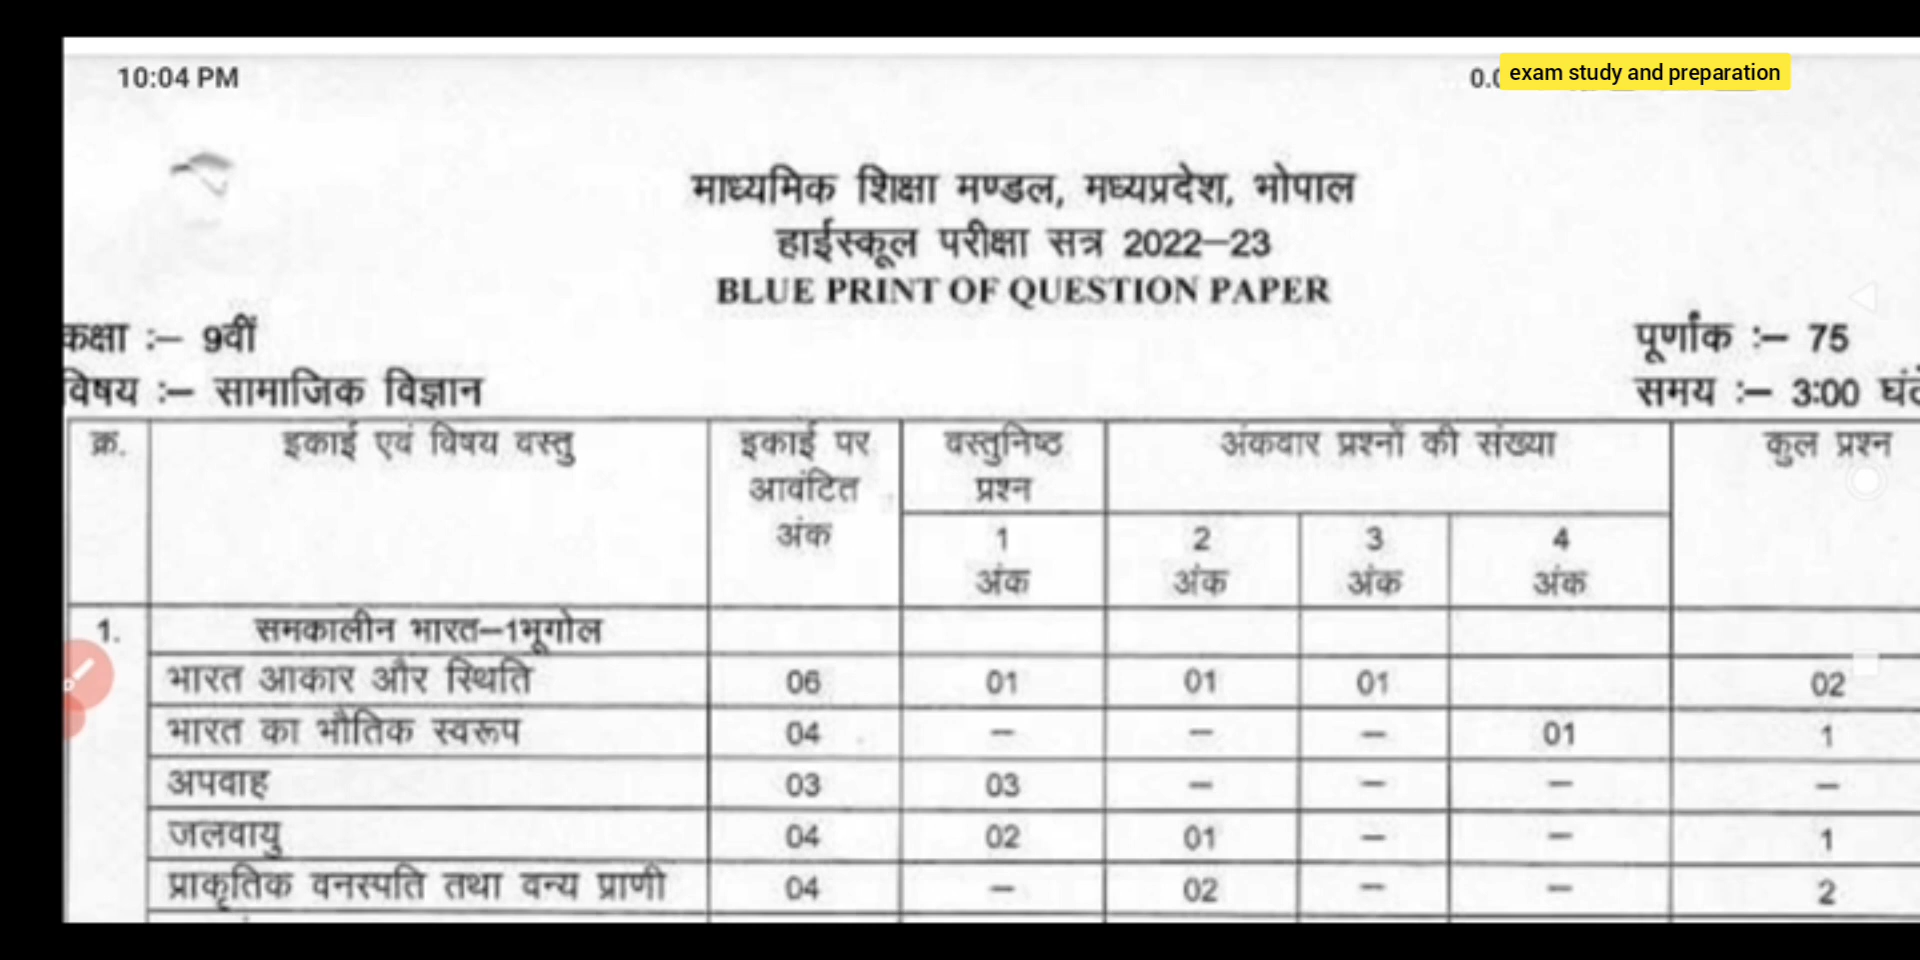 10:04 PM
exam study and preparation
माध्यमिक शिक्षा मण्डल, मध्यप्रदेश, भोपाल
हाईस्कूल परीक्षा सत्र 2022–23
BLUE PRINT OF QUESTION PAPER
कक्षा :– 9वीं पूर्णांक :– 75
विषय :– सामाजिक विज्ञान समय :– 3:00
क्र. इकाई एवं विषय वस्तु इकाई पर आवंटित अंक वस्तुनिष्ठ प्रश्न अंकवार प्रश्नों की संख्या कुल प्रश्न
1 अंक 2 अंक 3 अंक 4 अंक
1. समकालीन भारत–1भूगोल
भारत आकार और स्थिति 06 01 01 01 02
भारत का भौतिक स्वरूप 04 – – – 01 1
अपवाह 03 03 – – – –
जलवायु 04 02 01 – – 1
प्राकृतिक वनस्पति तथा वन्य प्राणी 04 – 02 – – 2